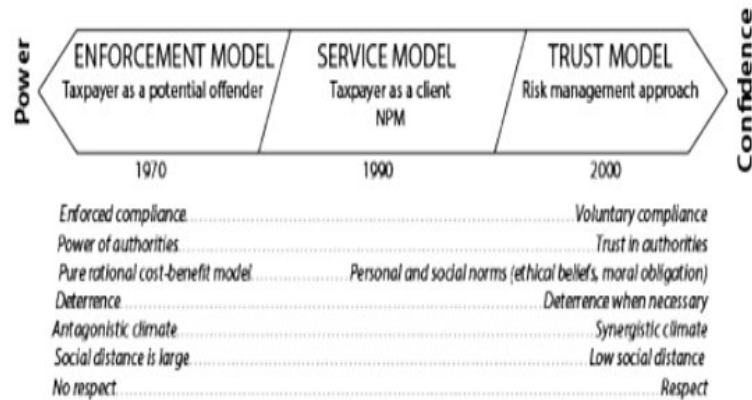 Power
ENFORCEMENT MODEL
Taxpayer as a potential offender
SERVICE MODEL
Taxpayer as a client
NPM
TRUST MODEL
Risk management approach
Confidence
1970
1990
2000
Enforced compliance Voluntary compliance
Power of authorities Trust in authorities
Pure rational cost-benefit model Personal and social norms (ethical beliefs, moral obligation)
Deterrence Deterrence when necessary
Antagonistic climate Synergistic climate
Social distance is large Low social distance
No respect Respect